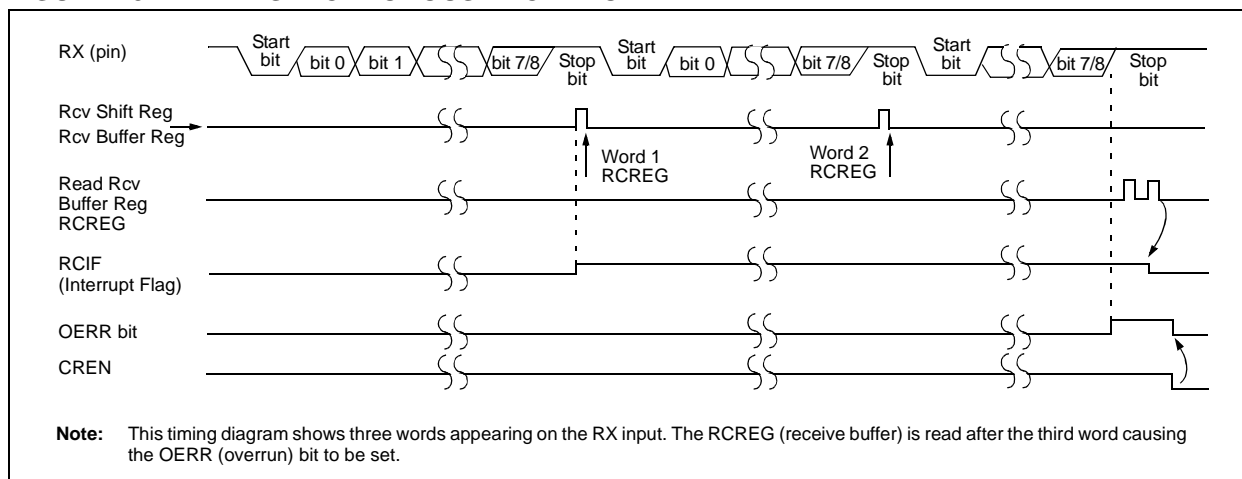 RX (pin)
Start
bit
bit 0
bit 1
bit 7/8
Stop
bit
Start
bit
bit 0
bit 7/8
Stop
bit
Start
bit
bit 7/8
Stop
bit
Rcv Shift Reg
Rcv Buffer Reg
Word 1
RCREG
Word 2
RCREG
Read Rcv
Buffer Reg
RCREG
RCIF
(Interrupt Flag)
OERR bit
CREN
Note: This timing diagram shows three words appearing on the RX input. The RCREG (receive buffer) is read after the third word causing
the OERR (overrun) bit to be set.